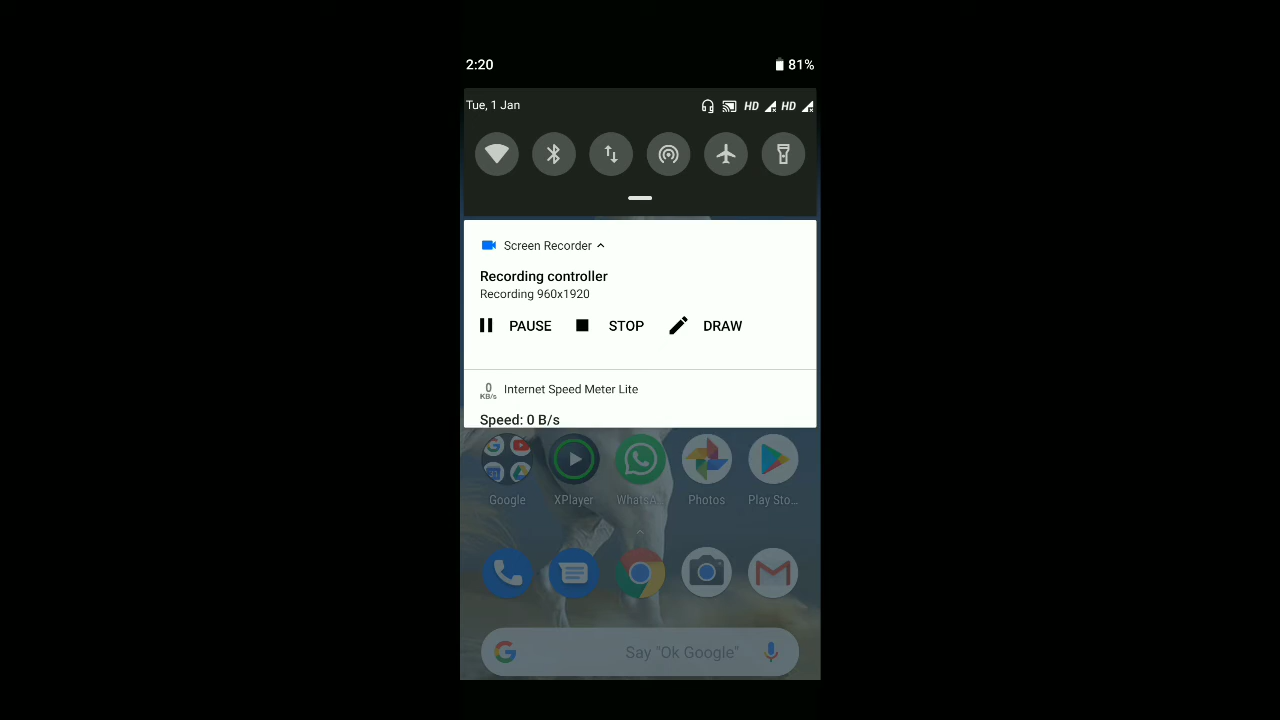 2:20 81%
Tue, 1 Jan HD HD
Screen Recorder
Recording controller
Recording 960x1920
PAUSE STOP DRAW
0 KB/s Internet Speed Meter Lite
Speed: 0 B/s
Google XPlayer WhatsA... Photos Play Sto...
Say "Ok Google"